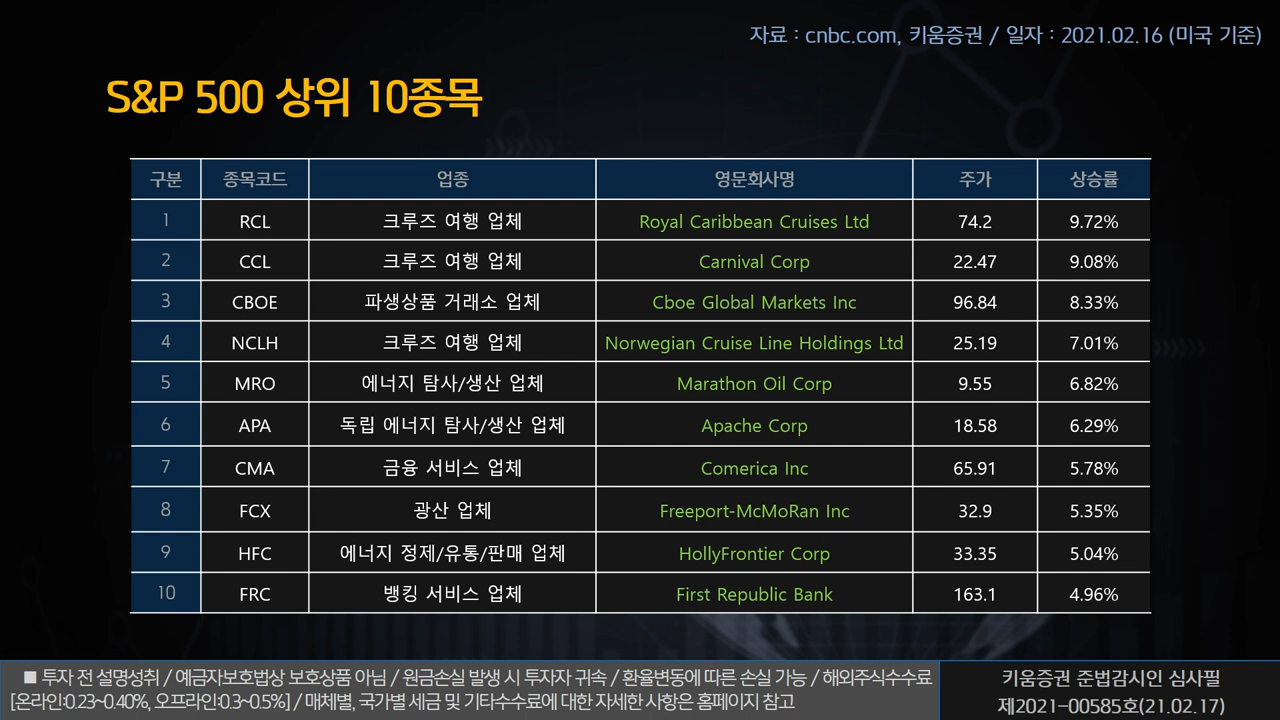 자료 : cnbc.com, 키움증권 / 일자 : 2021.02.16 (미국 기준)
S&P 500 상위 10종목
구분 종목코드 업종 영문회사명 주가 상승률
1 RCL 크루즈 여행 업체 Royal Caribbean Cruises Ltd 74.2 9.72%
2 CCL 크루즈 여행 업체 Carnival Corp 22.47 9.08%
3 CBOE 파생상품 거래소 업체 Cboe Global Markets Inc 96.84 8.33%
4 NCLH 크루즈 여행 업체 Norwegian Cruise Line Holdings Ltd 25.19 7.01%
5 MRO 에너지 탐사/생산 업체 Marathon Oil Corp 9.55 6.82%
6 APA 독립 에너지 탐사/생산 업체 Apache Corp 18.58 6.29%
7 CMA 금융 서비스 업체 Comerica Inc 65.91 5.78%
8 FCX 광산 업체 Freeport-McMoRan Inc 32.9 5.35%
9 HFC 에너지 정제/유통/판매 업체 HollyFrontier Corp 33.35 5.04%
10 FRC 뱅킹 서비스 업체 First Republic Bank 163.1 4.96%
■ 투자 전 설명성취 / 예금자보호법상 보호상품 아님 / 원금손실 발생 시 투자자 귀속 / 환율변동에 따른 손실 가능 / 해외주식수수료
[온라인:0.23~0.40%, 오프라인:0.3~0.5%] / 매체별, 국가별 세금 및 기타수수료에 대한 자세한 사항은 홈페이지 참고
키움증권 준법감시인 심사필
제2021-00585호(21.02.17)